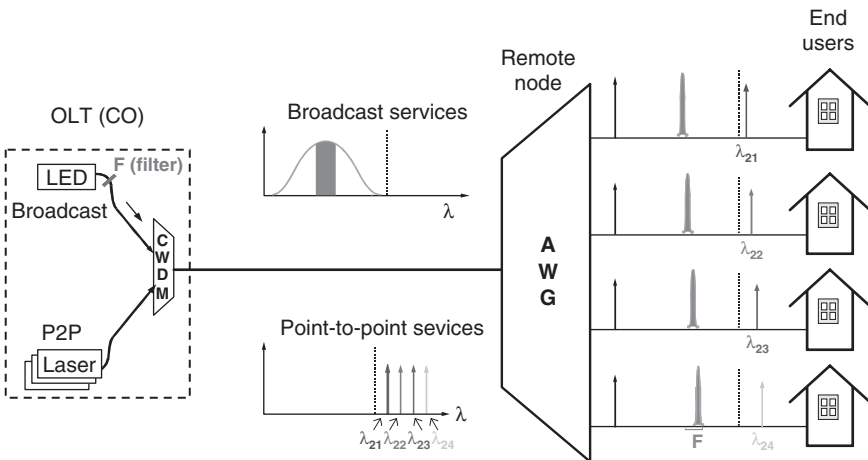 End
users
Remote
node
OLT (CO)
Broadcast services
F (filter)
LED
Broadcast
λ
λ21
C
W
D
M
A
W
G
λ22
P2P
Laser
Point-to-point sevices
λ23
λ
λ21 λ22 λ23 λ24
F
λ24